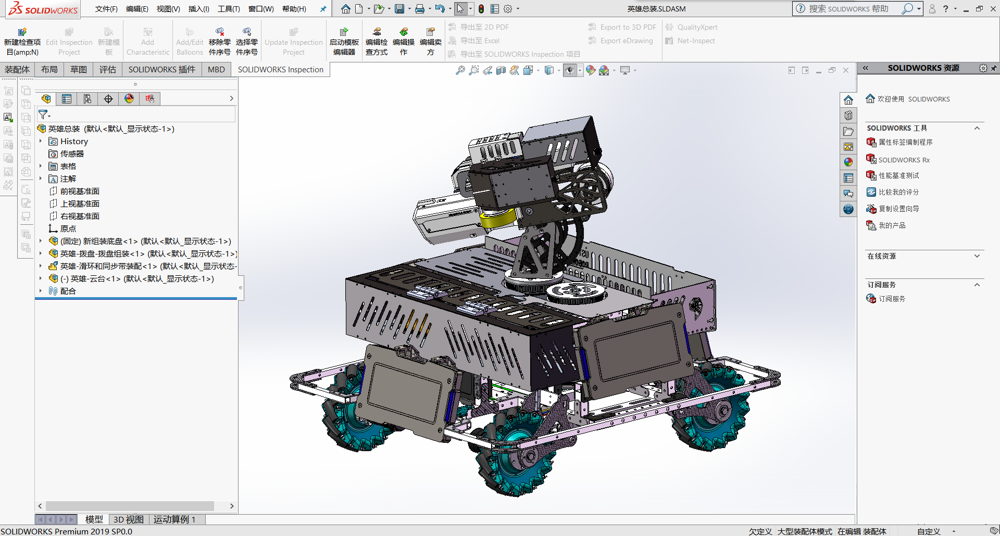 SOLIDWORKS
文件(F) 编辑(E) 视图(V) 插入(I) 工具(T) 窗口(W) 帮助(H)
英雄总装.SLDASM
搜索 SOLIDWORKS 帮助
新建检查项目(amp;N)
Edit Inspection Project
新建模板
Add Characteristic
Add/Edit Balloons
移除零件序号
选择零件序号
Update Inspection Project
启动模板编辑器
编辑检查方式
编辑操作
编辑卖方
导出至 2D PDF
导出至 Excel
导出至 SOLIDWORKS Inspection 项目
Export to 3D PDF
Export eDrawing
QualityXpert
Net-Inspect
装配体 布局 草图 评估 SOLIDWORKS 插件 MBD SOLIDWORKS Inspection
英雄总装 (默认<默认_显示状态-1>)
History
传感器
表格
注解
前视基准面
上视基准面
右视基准面
原点
(固定) 新组装底盘<1> (默认<默认_显示状态-1>)
英雄-拨盘-拨盘组装<1> (默认<默认_显示状态-1>)
英雄-滑环和同步带装配<1> (默认<默认_显示状态-
(-) 英雄-云台<1> (默认<默认_显示状态-1>)
配合
SOLIDWORKS 资源
欢迎使用 SOLIDWORKS
SOLIDWORKS 工具
属性标签编制程序
SOLIDWORKS Rx
性能基准测试
比较我的评分
复制设置向导
我的产品
在线资源
订阅服务
订阅服务
模型 3D 视图 运动算例 1
SOLIDWORKS Premium 2019 SP0.0
欠定义 大型装配体模式 在编辑 装配体 自定义